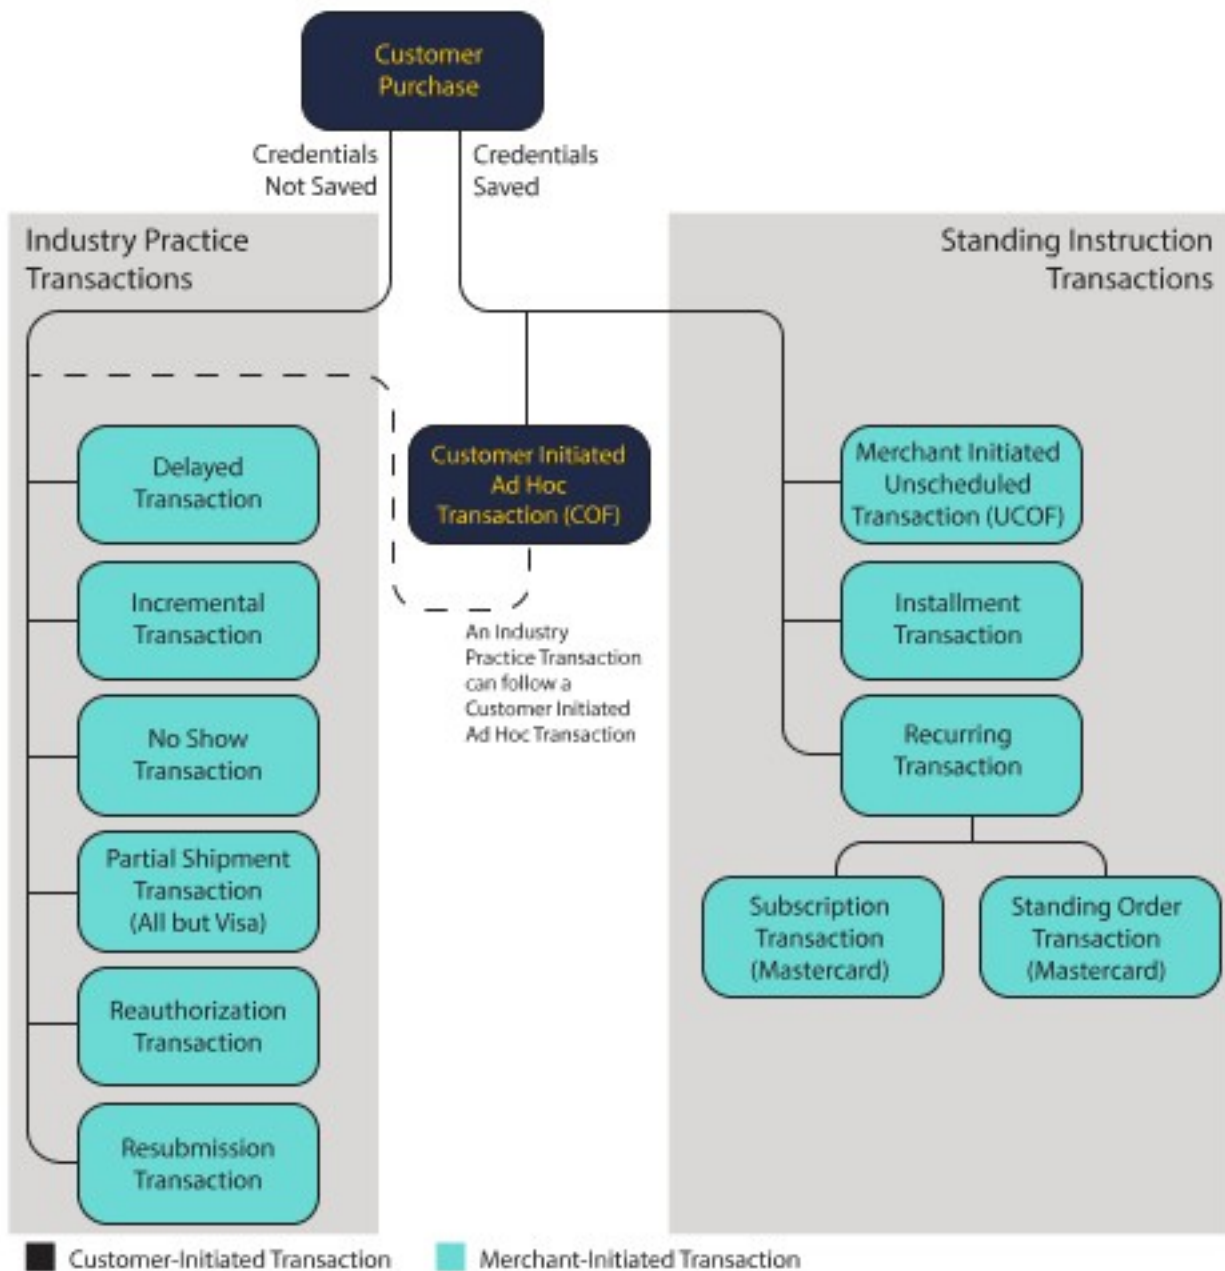 Customer
Purchase
Credentials
Not Saved
Credentials
Saved
Industry Practice
Transactions
Standing Instruction
Transactions
Delayed
Transaction
Incremental
Transaction
No Show
Transaction
Partial Shipment
Transaction
(All but Visa)
Reauthorization
Transaction
Resubmission
Transaction
Customer Initiated
Ad Hoc
Transaction (COF)
An Industry
Practice Transaction
can follow a
Customer Initiated
Ad Hoc Transaction
Merchant Initiated
Unscheduled
Transaction (UCOF)
Installment
Transaction
Recurring
Transaction
Subscription
Transaction
(Mastercard)
Standing Order
Transaction
(Mastercard)
Customer-Initiated Transaction
Merchant-Initiated Transaction